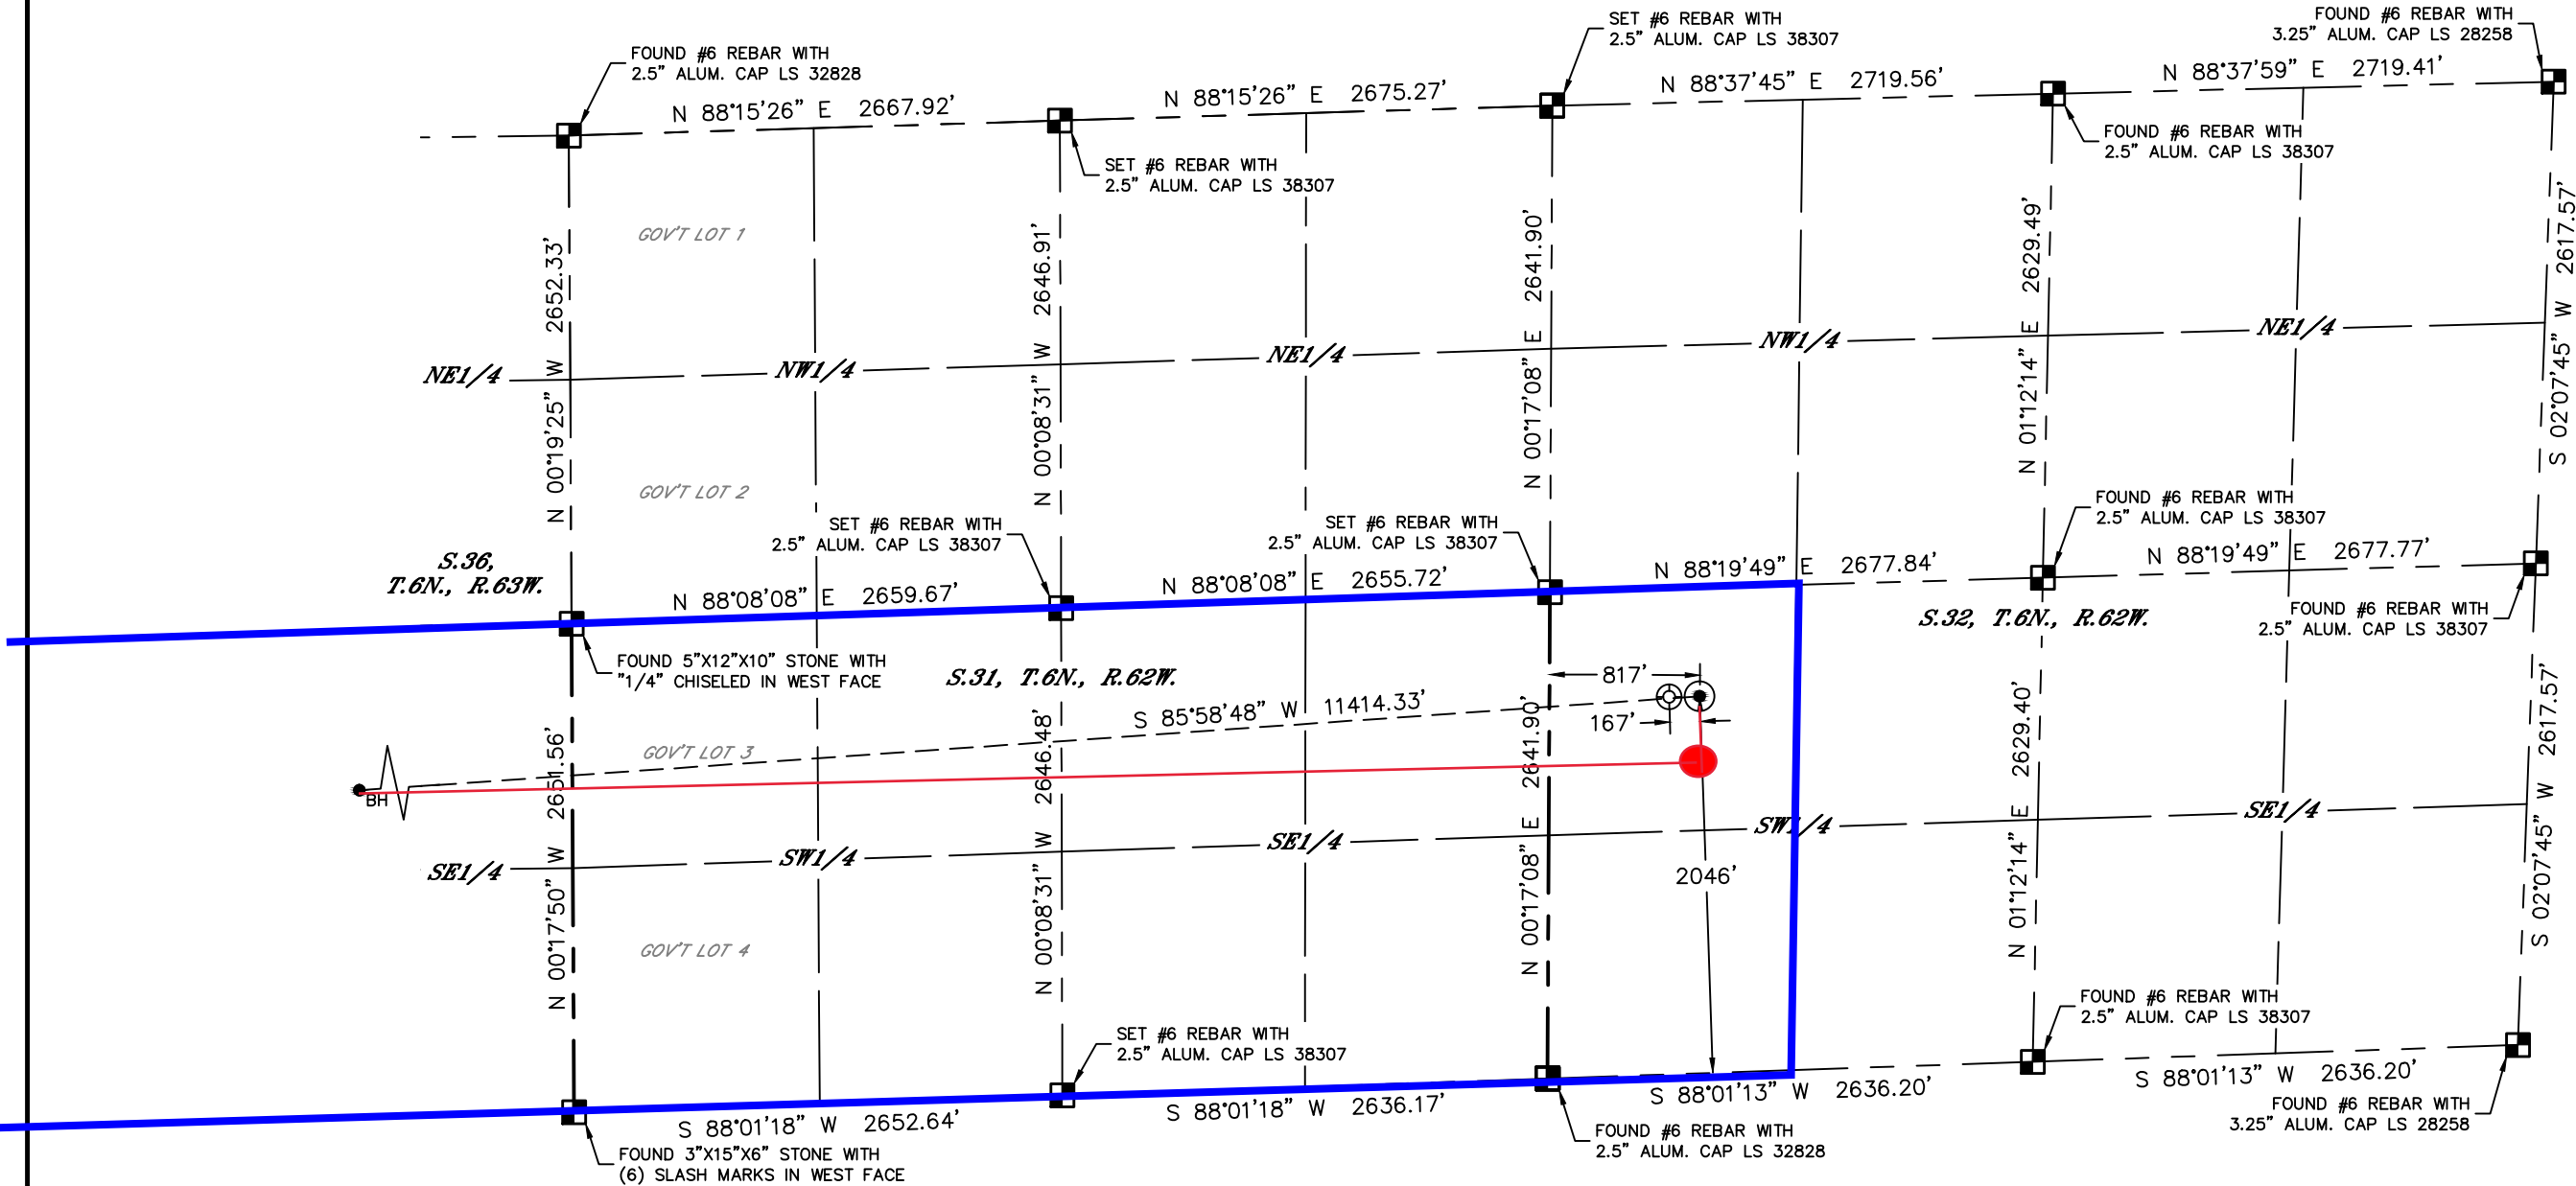 SET #6 REBAR WITH
2.5" ALUM. CAP LS 38307
FOUND #6 REBAR WITH
3.25" ALUM. CAP LS 28258
FOUND #6 REBAR WITH
2.5" ALUM. CAP LS 32828
N 88°15'26" E 2667.92'
N 88°15'26" E 2675.27'
N 88°37'45" E 2719.56'
N 88°37'59" E 2719.41'
SET #6 REBAR WITH
2.5" ALUM. CAP LS 38307
FOUND #6 REBAR WITH
2.5" ALUM. CAP LS 38307
GOV'T LOT 1
N 00°19'25" W 2652.33'
N 00°08'31" W 2646.91'
N 00°17'08" E 2641.90'
N 01°12'14" E 2629.49'
S 02°07'45" W 2617.57'
NE1/4
NW1/4
NE1/4
NW1/4
NE1/4
GOV'T LOT 2
SET #6 REBAR WITH
2.5" ALUM. CAP LS 38307
SET #6 REBAR WITH
2.5" ALUM. CAP LS 38307
FOUND #6 REBAR WITH
2.5" ALUM. CAP LS 38307
S.36,
T.6N., R.63W.
N 88°08'08" E 2659.67'
N 88°08'08" E 2655.72'
N 88°19'49" E 2677.84'
N 88°19'49" E 2677.77'
S.32, T.6N., R.62W.
FOUND #6 REBAR WITH
2.5" ALUM. CAP LS 38307
FOUND 5"X12"X10" STONE WITH
"1/4" CHISELED IN WEST FACE
S.31, T.6N., R.62W.
817'
S 85°58'48" W 11414.33'
167'
GOV'T LOT 3
BH
N 00°17'50" W 2651.56'
N 00°08'31" W 2646.48'
N 00°17'08" E 2641.90'
N 01°12'14" E 2629.40'
S 02°07'45" W 2617.57'
SE1/4
SW1/4
SE1/4
SW1/4
SE1/4
2046'
GOV'T LOT 4
FOUND #6 REBAR WITH
2.5" ALUM. CAP LS 38307
SET #6 REBAR WITH
2.5" ALUM. CAP LS 38307
S 88°01'18" W 2652.64'
S 88°01'18" W 2636.17'
S 88°01'13" W 2636.20'
S 88°01'13" W 2636.20'
FOUND #6 REBAR WITH
3.25" ALUM. CAP LS 28258
FOUND #6 REBAR WITH
2.5" ALUM. CAP LS 32828
FOUND 3"X15"X6" STONE WITH
(6) SLASH MARKS IN WEST FACE